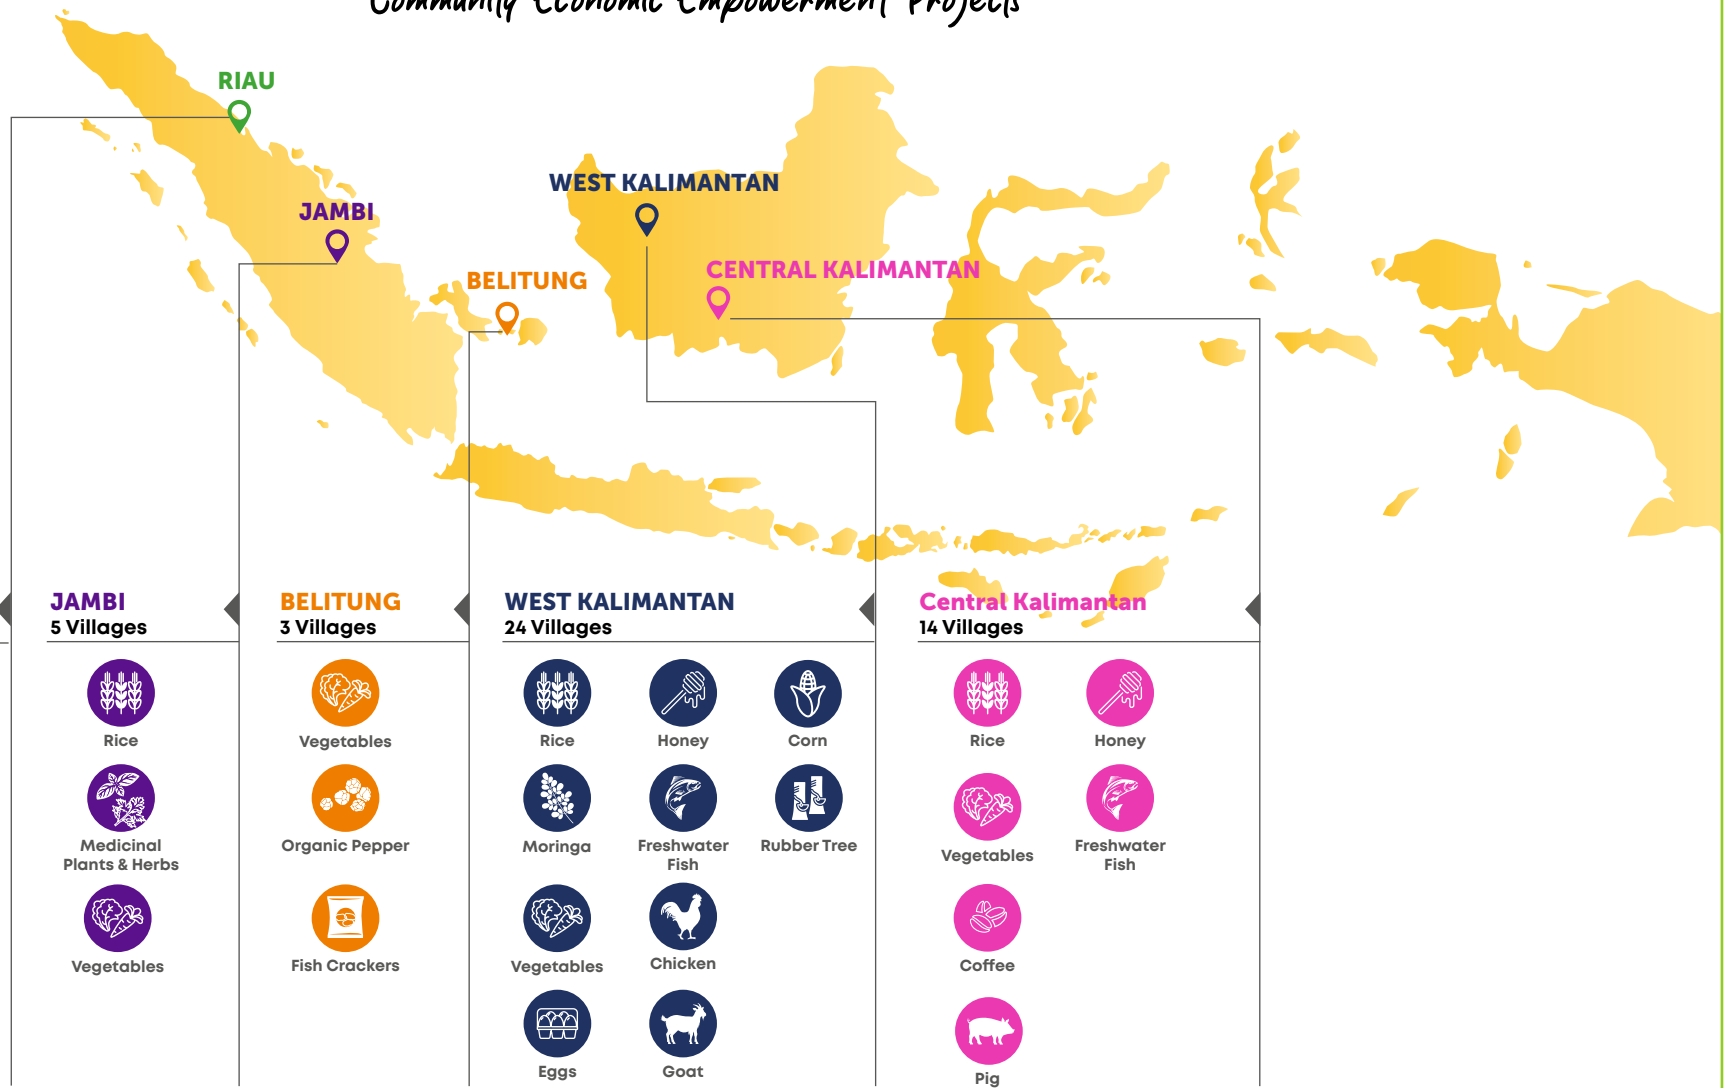 Community Economic Empowerment Projects
RIAU
JAMBI
WEST KALIMANTAN
BELITUNG
CENTRAL KALIMANTAN
JAMBI
5 Villages
Rice
Medicinal
Plants & Herbs
Vegetables
BELITUNG
3 Villages
Vegetables
Organic Pepper
Fish Crackers
WEST KALIMANTAN
24 Villages
Rice
Honey
Corn
Moringa
Freshwater
Fish
Rubber Tree
Vegetables
Chicken
Eggs
Goat
Central Kalimantan
14 Villages
Rice
Honey
Vegetables
Freshwater
Fish
Coffee
Pig